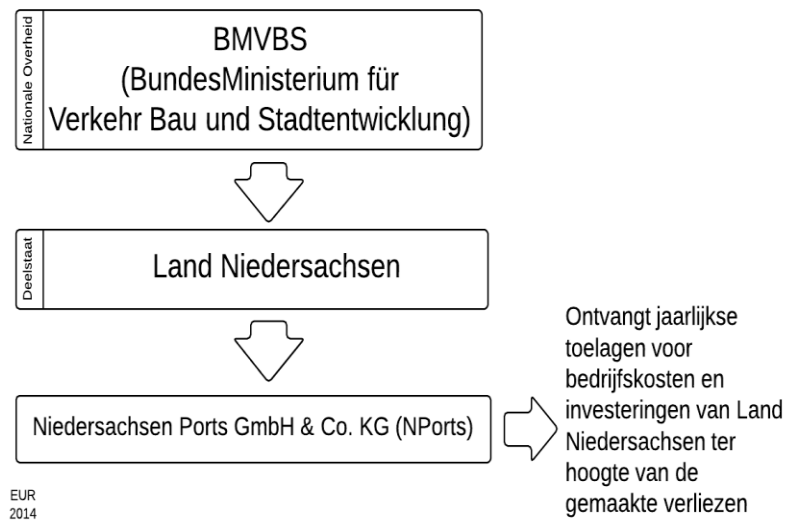 Nationale Overheid
BMVBS
(BundesMinisterium für
Verkehr Bau und Stadtentwicklung)
Deelstaat
Land Niedersachsen
Niedersachsen Ports GmbH & Co. KG (NPorts)
Ontvangt jaarlijkse
toelagen voor
bedrijfskosten en
investeringen van Land
Niedersachsen ter
hoogte van de
gemaakte verliezen
EUR
2014